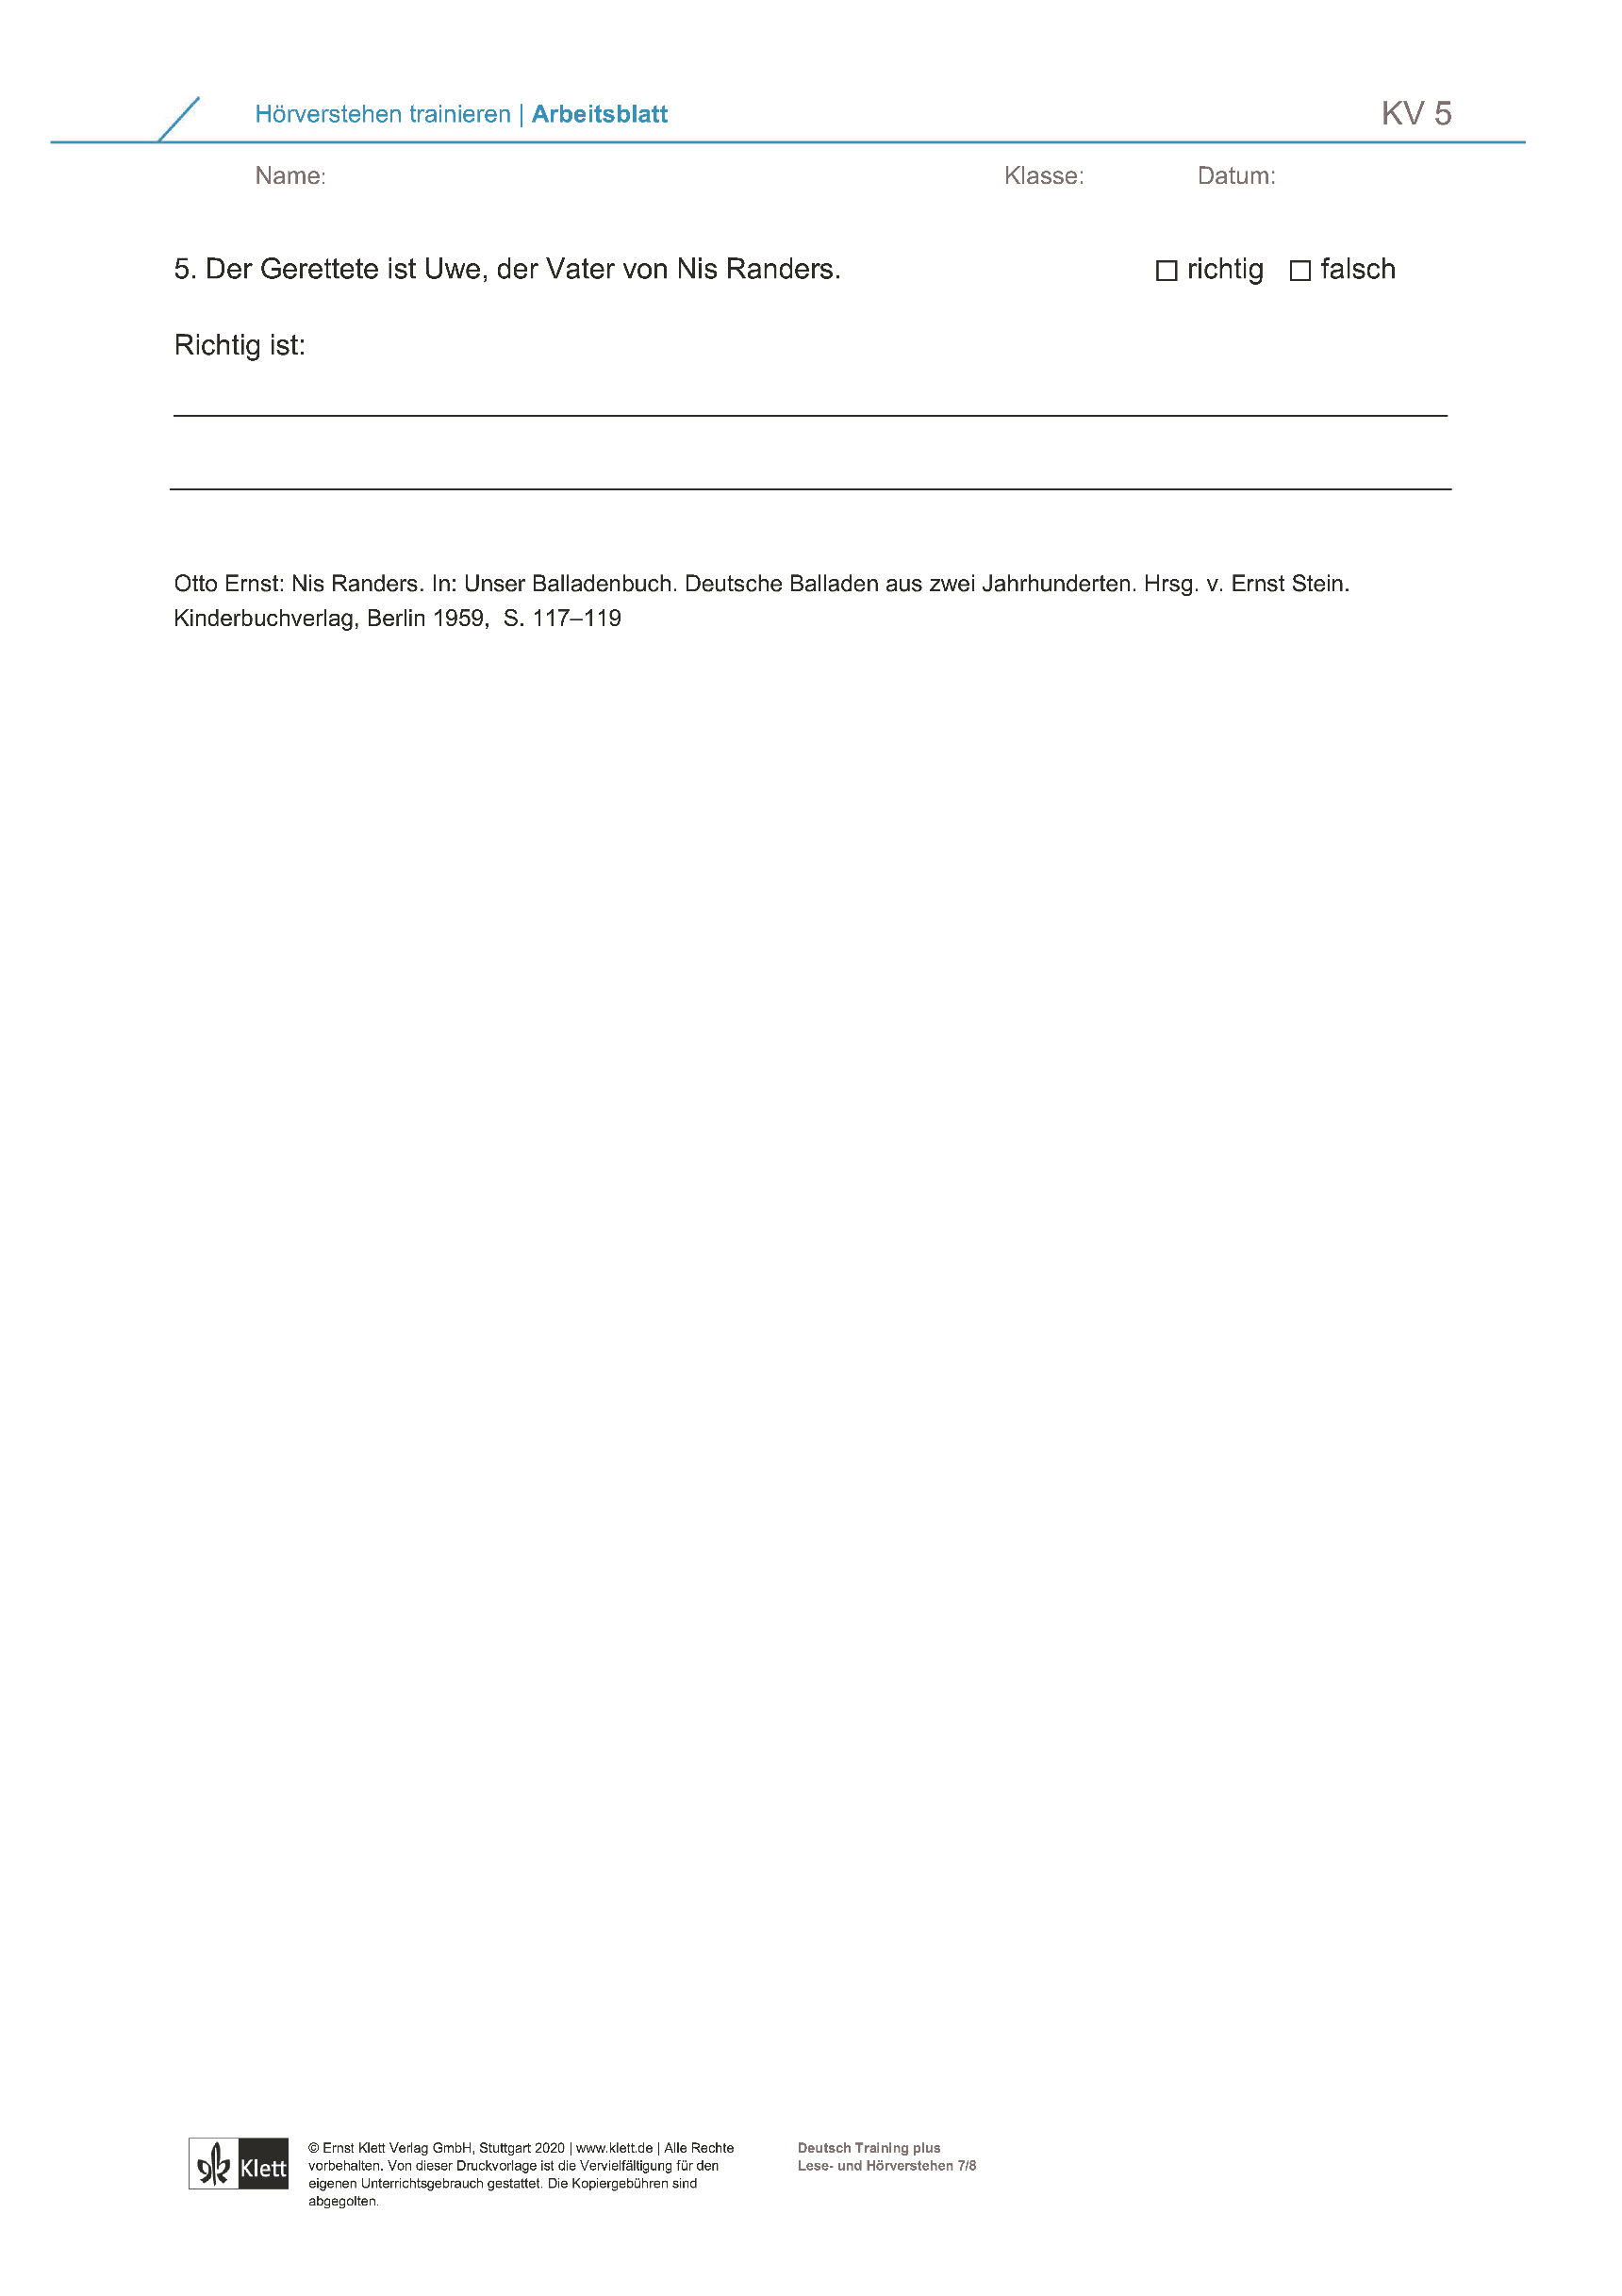 Hörverstehen trainieren | Arbeitsblatt KV 5
Name: Klasse: Datum:
5. Der Gerettete ist Uwe, der Vater von Nis Randers. ☐ richtig ☐ falsch
Richtig ist:
Otto Ernst: Nis Randers. In: Unser Balladenbuch. Deutsche Balladen aus zwei Jahrhunderten. Hrsg. v. Ernst Stein.
Kinderbuchverlag, Berlin 1959, S. 117–119
Klett
© Ernst Klett Verlag GmbH, Stuttgart 2020 | www.klett.de | Alle Rechte
vorbehalten. Von dieser Druckvorlage ist die Vervielfältigung für den
eigenen Unterrichtsgebrauch gestattet. Die Kopiergebühren sind
abgegolten.
Deutsch Training plus
Lese- und Hörverstehen 7/8